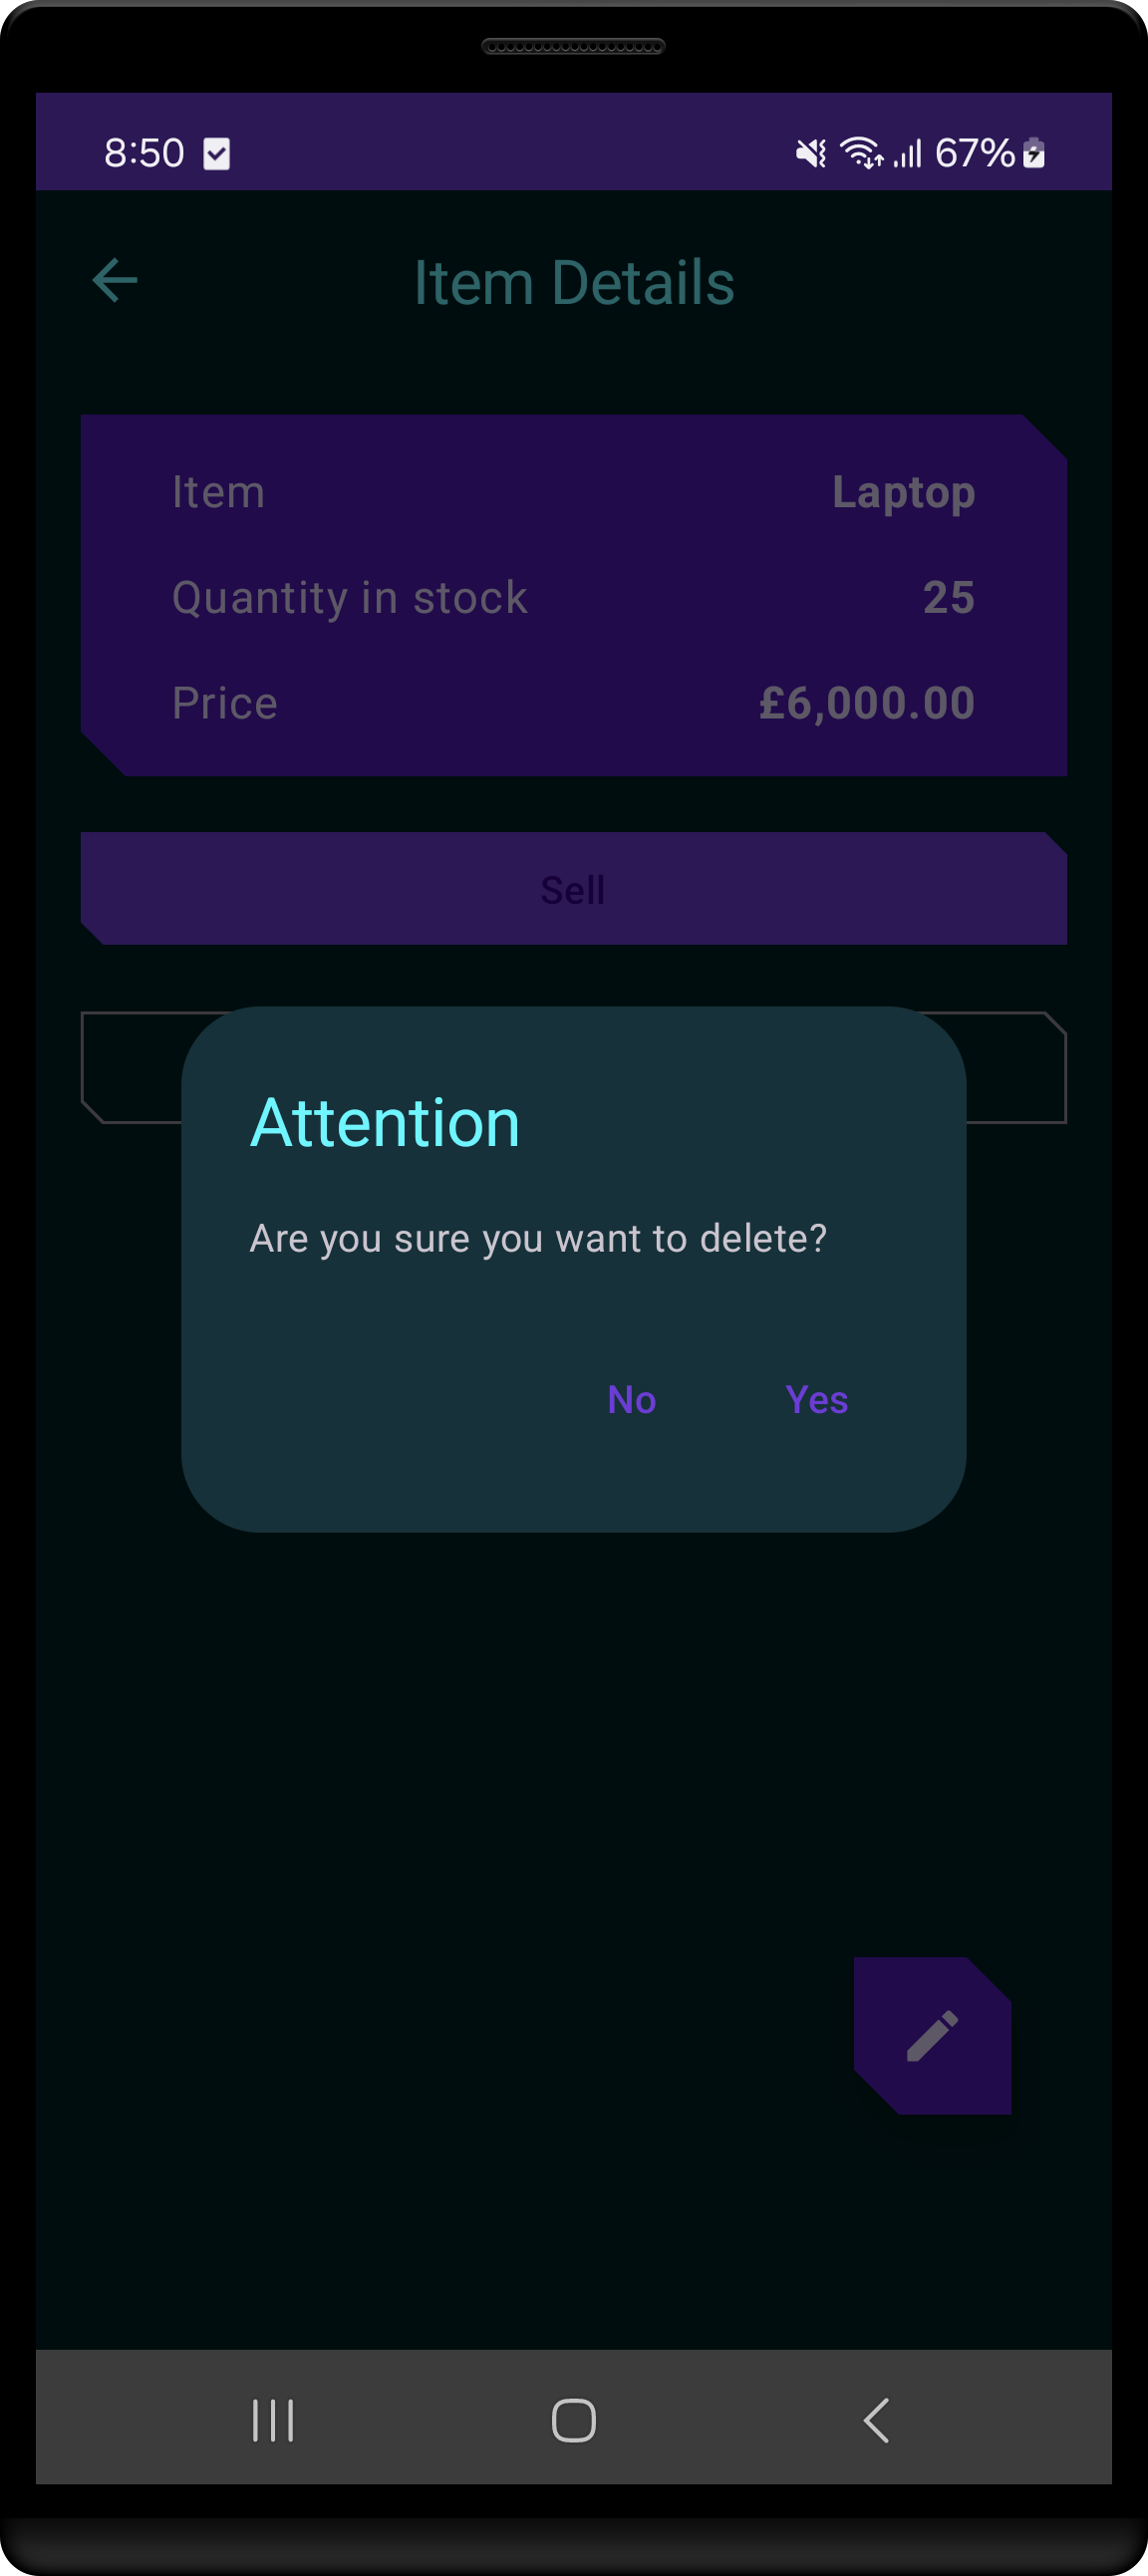 8:50 67%
Item Details
Item Laptop
Quantity in stock 25
Price £6,000.00
Sell
Attention
Are you sure you want to delete?
No Yes